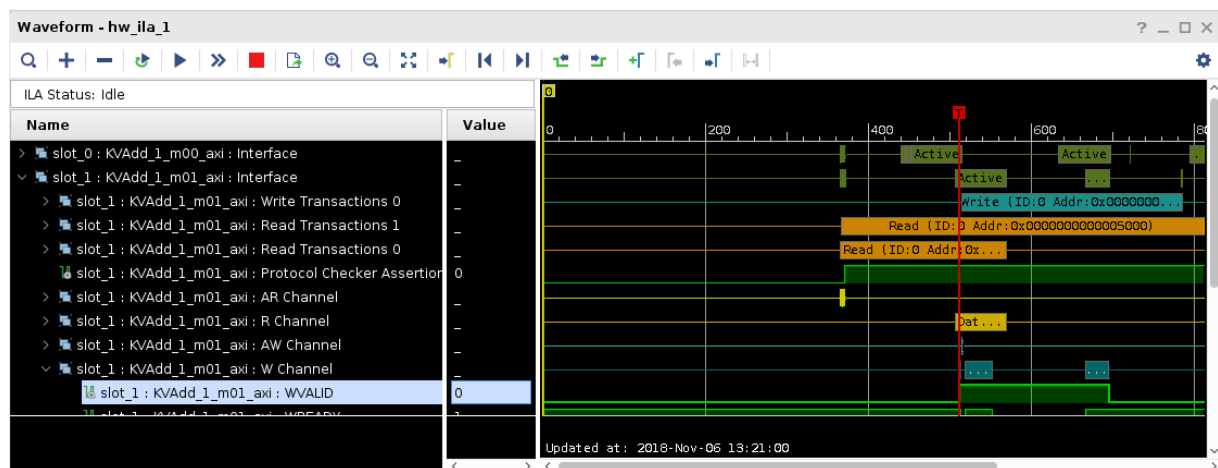 Waveform - hw_ila_1
ILA Status: Idle
Name Value
0
T
0 200 400 600 80
slot_0 : KVAdd_1_m00_axi : Interface _ Active Active ...
slot_1 : KVAdd_1_m01_axi : Interface _ Active ...
slot_1 : KVAdd_1_m01_axi : Write Transactions 0 _ Write (ID:0 Addr:0x0000000...
slot_1 : KVAdd_1_m01_axi : Read Transactions 1 _ Read (ID:0 Addr:0x0000000000005000)
slot_1 : KVAdd_1_m01_axi : Read Transactions 0 _ Read (ID:0 Addr:0x...
slot_1 : KVAdd_1_m01_axi : Protocol Checker Assertion 0
slot_1 : KVAdd_1_m01_axi : AR Channel _
slot_1 : KVAdd_1_m01_axi : R Channel _ Dat...
slot_1 : KVAdd_1_m01_axi : AW Channel _
slot_1 : KVAdd_1_m01_axi : W Channel _ ... ...
slot_1 : KVAdd_1_m01_axi : WVALID 0
slot_1 : KVAdd_1_m01_axi : WREADY
Updated at: 2018-Nov-06 13:21:00